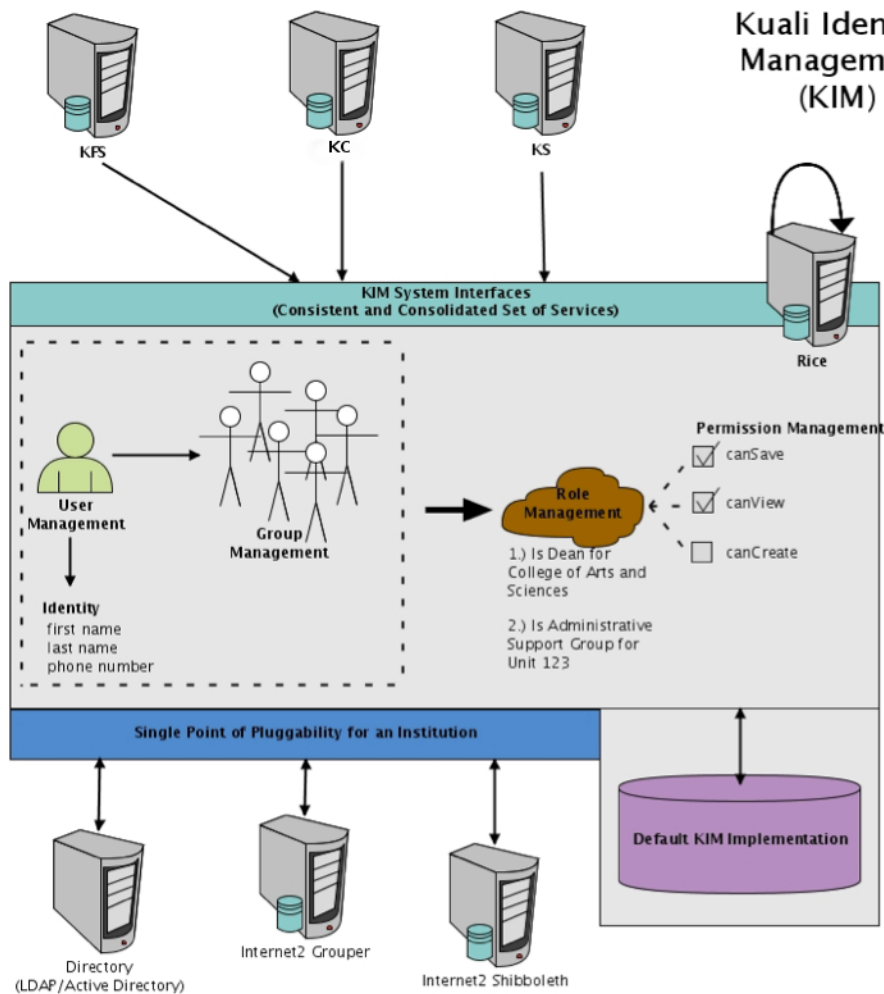 Kuali Iden
Managem
(KIM)
KFS
KC
KS
KIM System Interfaces
(Consistent and Consolidated Set of Services)
Rice
User
Management
Group
Management
Identity
first name
last name
phone number
Role
Management
1.) Is Dean for
College of Arts and
Sciences
2.) Is Administrative
Support Group for
Unit 123
Permission Management
canSave
canView
canCreate
Single Point of Pluggability for an Institution
Default KIM Implementation
Directory
(LDAP/Active Directory)
Internet2 Grouper
Internet2 Shibboleth